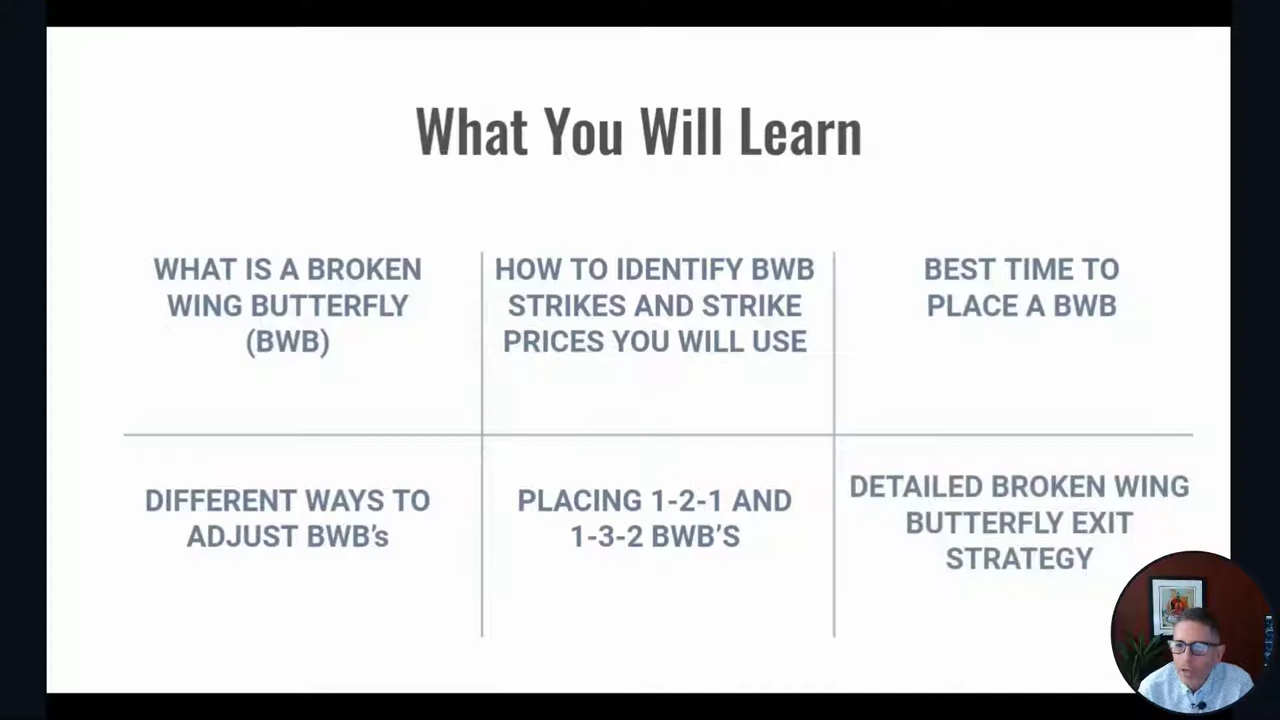 What You Will Learn
WHAT IS A BROKEN
WING BUTTERFLY
(BWB)
HOW TO IDENTIFY BWB
STRIKES AND STRIKE
PRICES YOU WILL USE
BEST TIME TO
PLACE A BWB
DIFFERENT WAYS TO
ADJUST BWB’s
PLACING 1-2-1 AND
1-3-2 BWB’S
DETAILED BROKEN WING
BUTTERFLY EXIT
STRATEGY